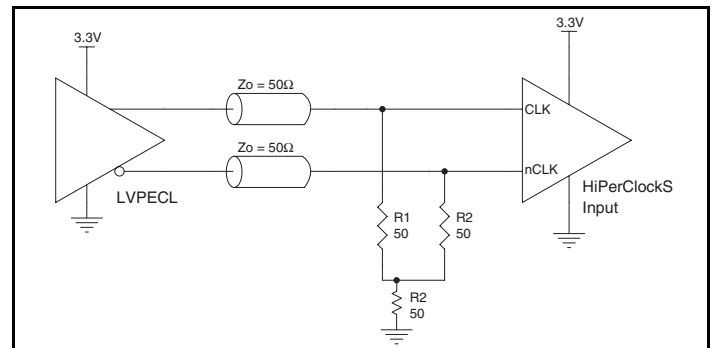 3.3V
3.3V
Zo = 50Ω
CLK
Zo = 50Ω
nCLK
LVPECL
HiPerClockS
Input
R1
50
R2
50
R2
50